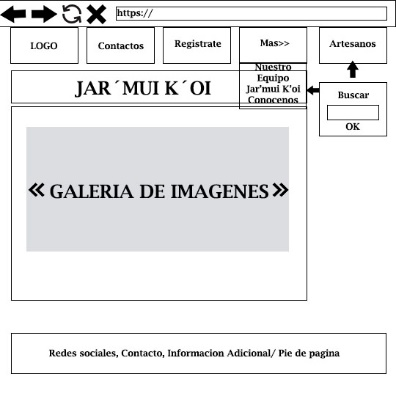 https://
LOGO
Contactos
Registrate
Mas>>
Artesanos
Nuestro
Equipo
Jar'mui K'oi
Conocenos
JAR´MUI K´OI
Buscar
OK
« GALERIA DE IMAGENES »
Redes sociales, Contacto, Informacion Adicional/ Pie de pagina